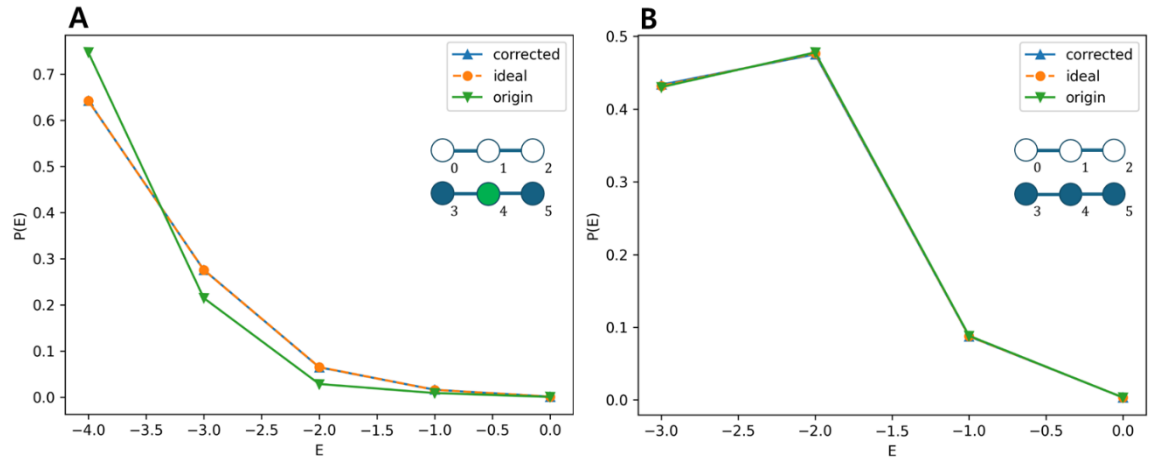 A
corrected
ideal
origin
0 1 2
3 4 5
P(E)
0.7
0.6
0.5
0.4
0.3
0.2
0.1
0.0
−4.0 −3.5 −3.0 −2.5 −2.0 −1.5 −1.0 −0.5 0.0
E
B
corrected
ideal
origin
0 1 2
3 4 5
P(E)
0.5
0.4
0.3
0.2
0.1
0.0
−3.0 −2.5 −2.0 −1.5 −1.0 −0.5 0.0
E